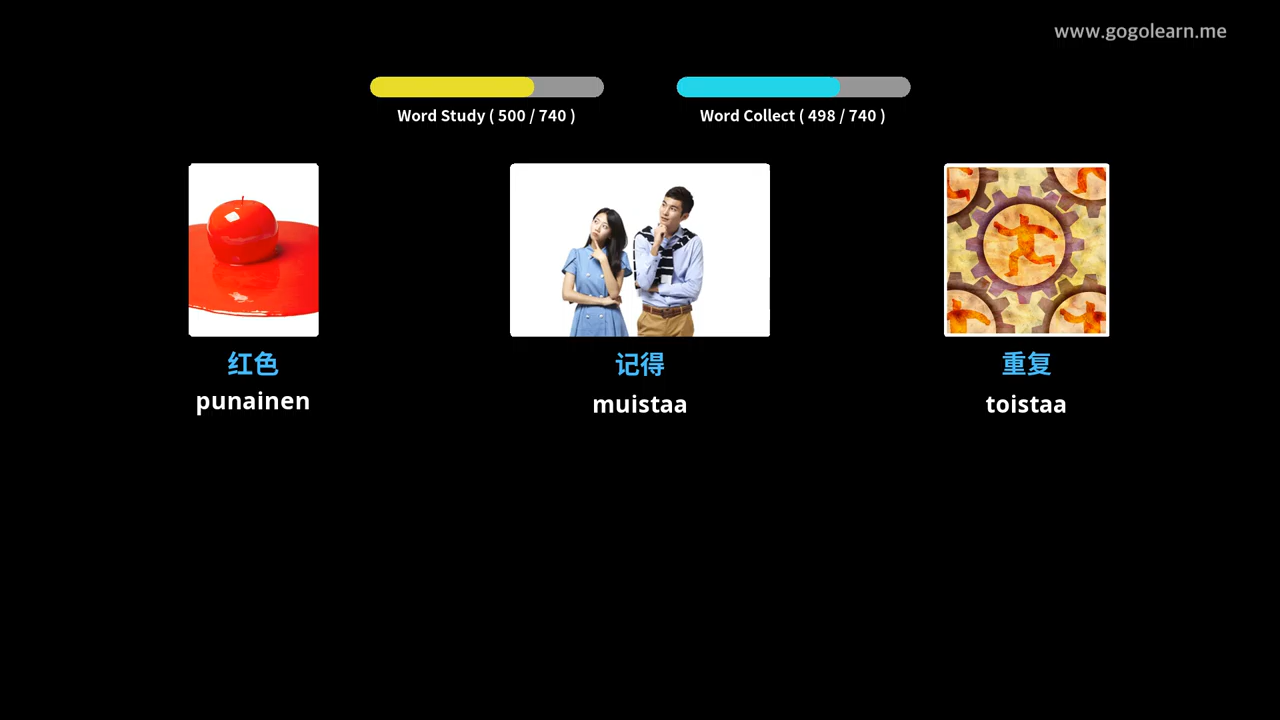 www.gogolearn.me
Word Study ( 500 / 740 )
Word Collect ( 498 / 740 )
红色
punainen
记得
muistaa
重复
toistaa